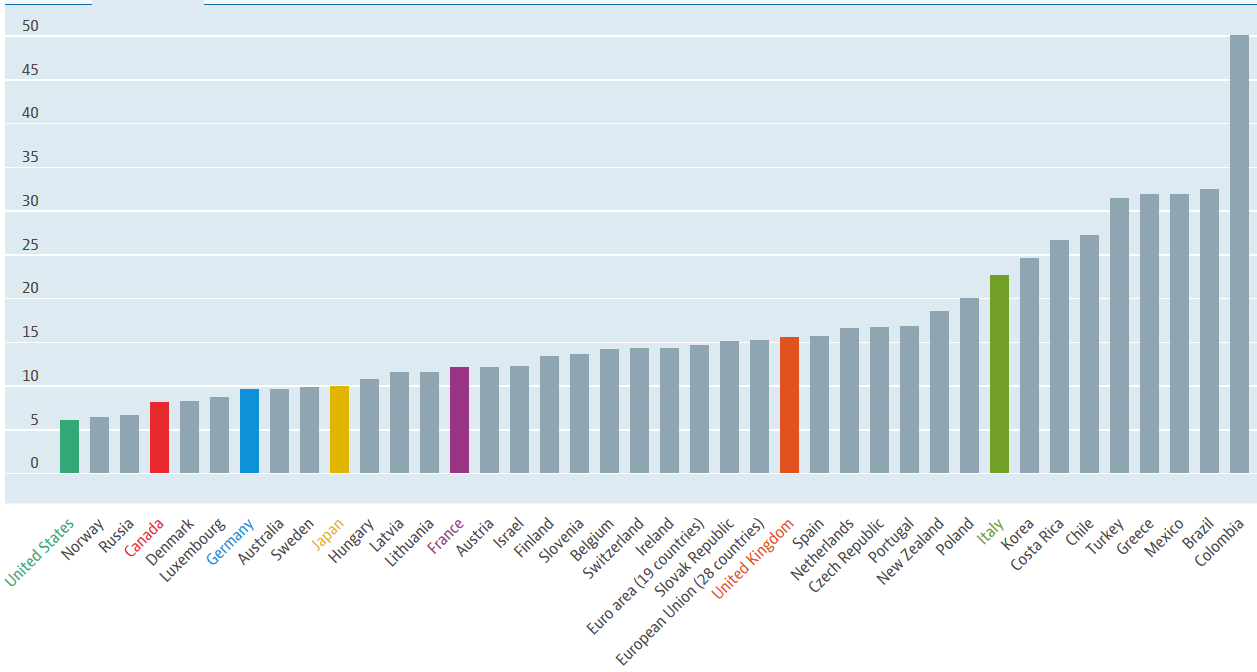 50
45
40
35
30
25
20
15
10
5
0
United States
Norway
Russia
Canada
Denmark
Luxembourg
Germany
Australia
Sweden
Japan
Hungary
Latvia
Lithuania
France
Austria
Israel
Finland
Slovenia
Belgium
Switzerland
Ireland
Euro area (19 countries)
Slovak Republic
European Union (28 countries)
United Kingdom
Spain
Netherlands
Czech Republic
Portugal
New Zealand
Poland
Italy
Korea
Costa Rica
Chile
Turkey
Greece
Mexico
Brazil
Colombia